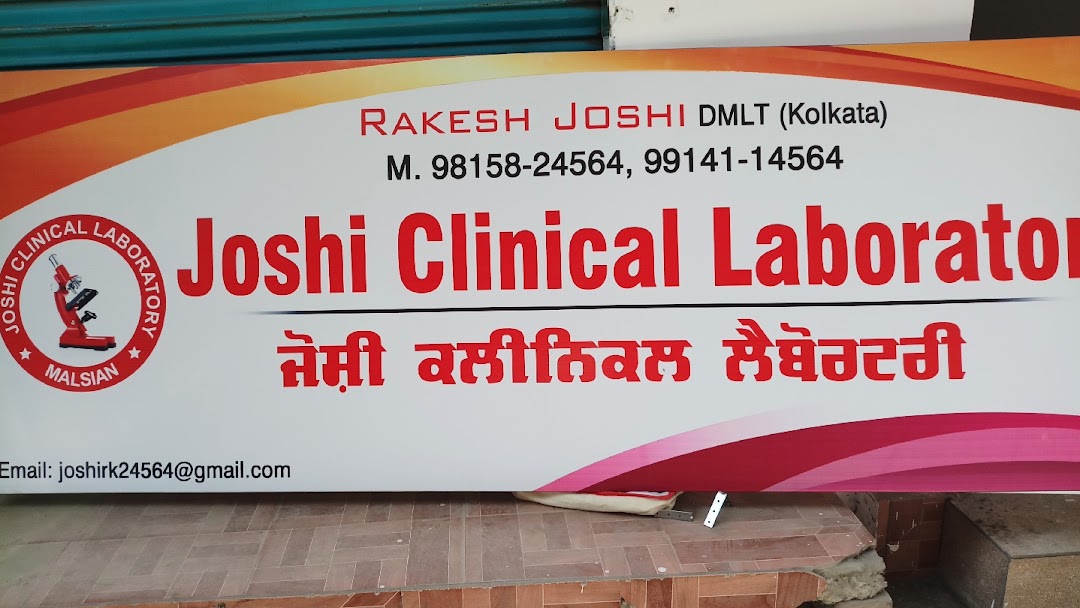 RAKESH JOSHI DMLT (Kolkata)
M. 98158-24564, 99141-14564
Joshi Clinical Laborator
ਜੋਸ਼ੀ ਕਲੀਨਿਕਲ ਲੈਬੋਰਟਰੀ
JOSHI CLINICAL LABORATORY
MALSIAN
Email: joshirk24564@gmail.com